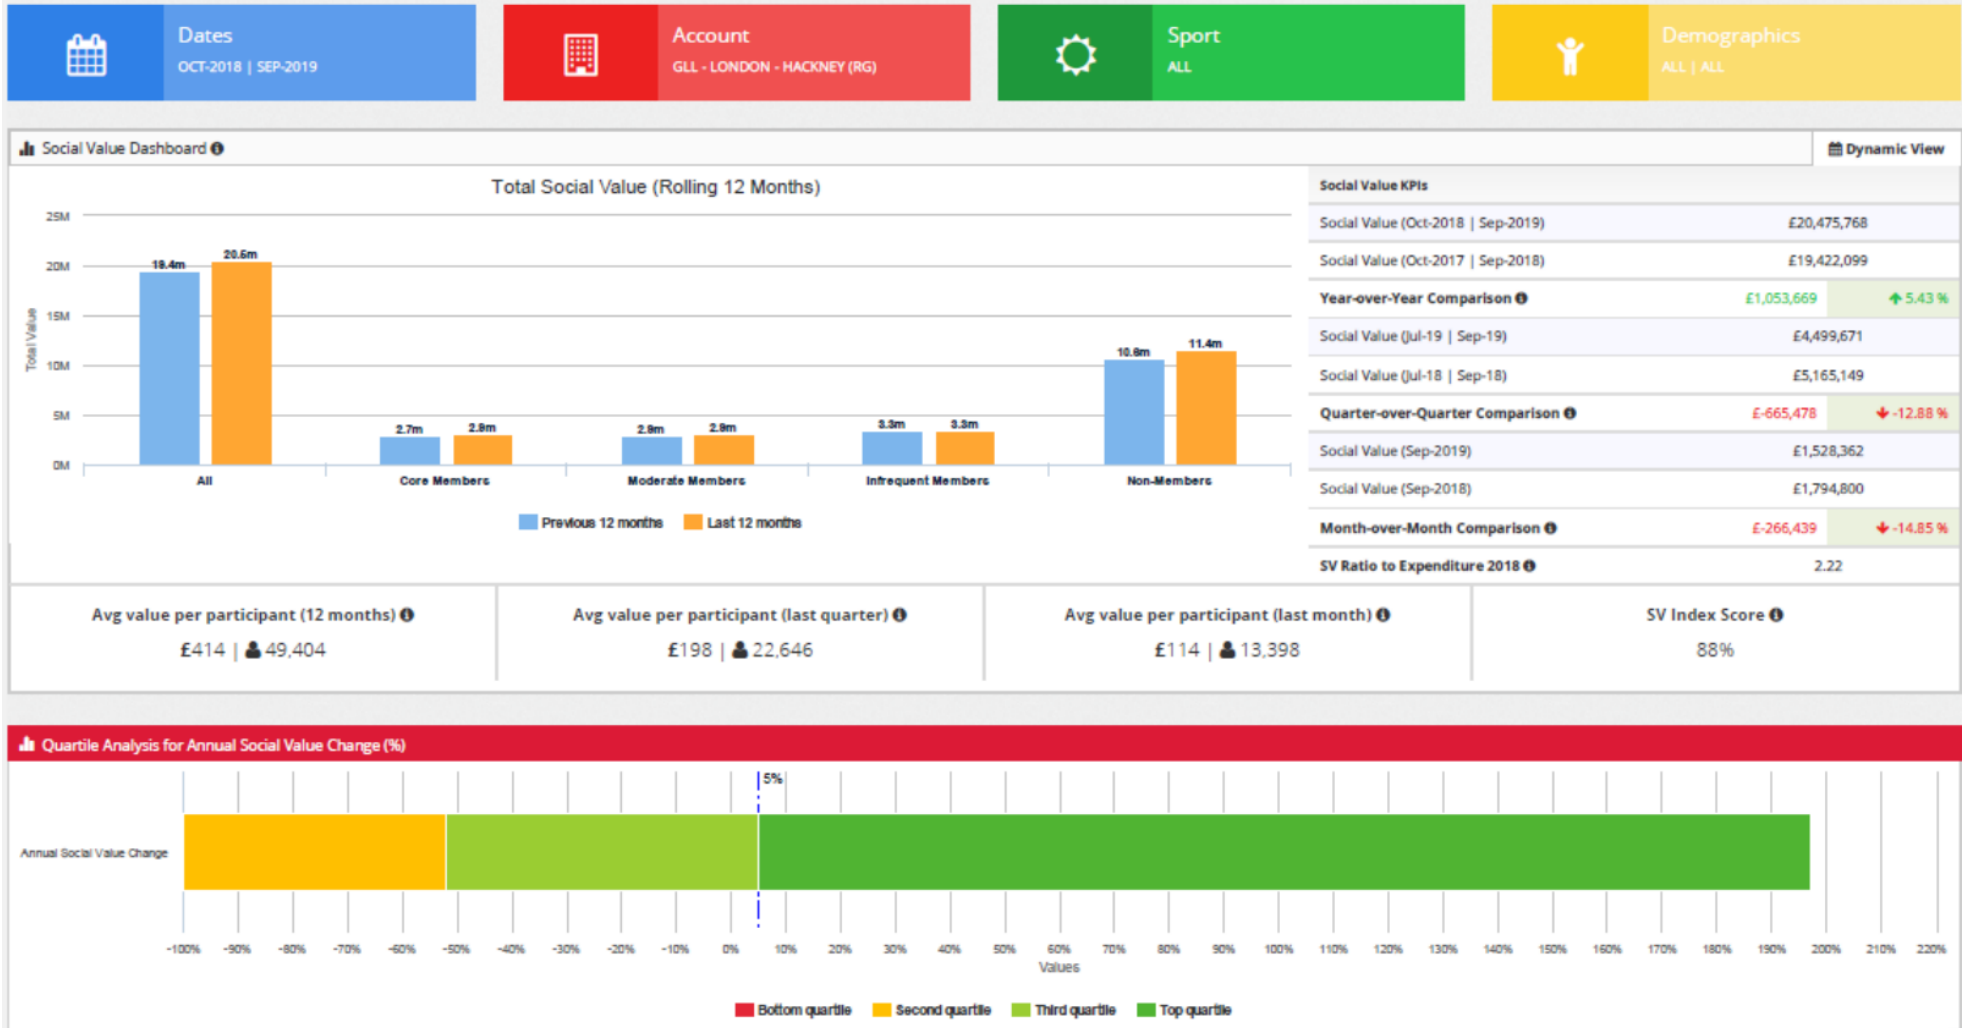 Dates
OCT-2018 | SEP-2019
Account
GLL - LONDON - HACKNEY (RG)
Sport
ALL
Demographics
ALL | ALL
Social Value Dashboard
Dynamic View
Total Social Value (Rolling 12 Months)
25M
20M
15M
10M
5M
0M
Total Value
19.4m
20.5m
2.7m
2.9m
2.9m
2.9m
3.3m
3.3m
10.6m
11.4m
All
Core Members
Moderate Members
Infrequent Members
Non-Members
Previous 12 months
Last 12 months
Social Value KPIs
Social Value (Oct-2018 | Sep-2019) £20,475,768
Social Value (Oct-2017 | Sep-2018) £19,422,099
Year-over-Year Comparison £1,053,669 5.43 %
Social Value (Jul-19 | Sep-19) £4,499,671
Social Value (Jul-18 | Sep-18) £5,165,149
Quarter-over-Quarter Comparison £-665,478 -12.88 %
Social Value (Sep-2019) £1,528,362
Social Value (Sep-2018) £1,794,800
Month-over-Month Comparison £-266,439 -14.85 %
SV Ratio to Expenditure 2018 2.22
Avg value per participant (12 months)
£414 | 49,404
Avg value per participant (last quarter)
£198 | 22,646
Avg value per participant (last month)
£114 | 13,398
SV Index Score
88%
Quartile Analysis for Annual Social Value Change (%)
5%
Annual Social Value Change
-100% -90% -80% -70% -60% -50% -40% -30% -20% -10% 0% 10% 20% 30% 40% 50% 60% 70% 80% 90% 100% 110% 120% 130% 140% 150% 160% 170% 180% 190% 200% 210% 220%
Values
Bottom quartile Second quartile Third quartile Top quartile